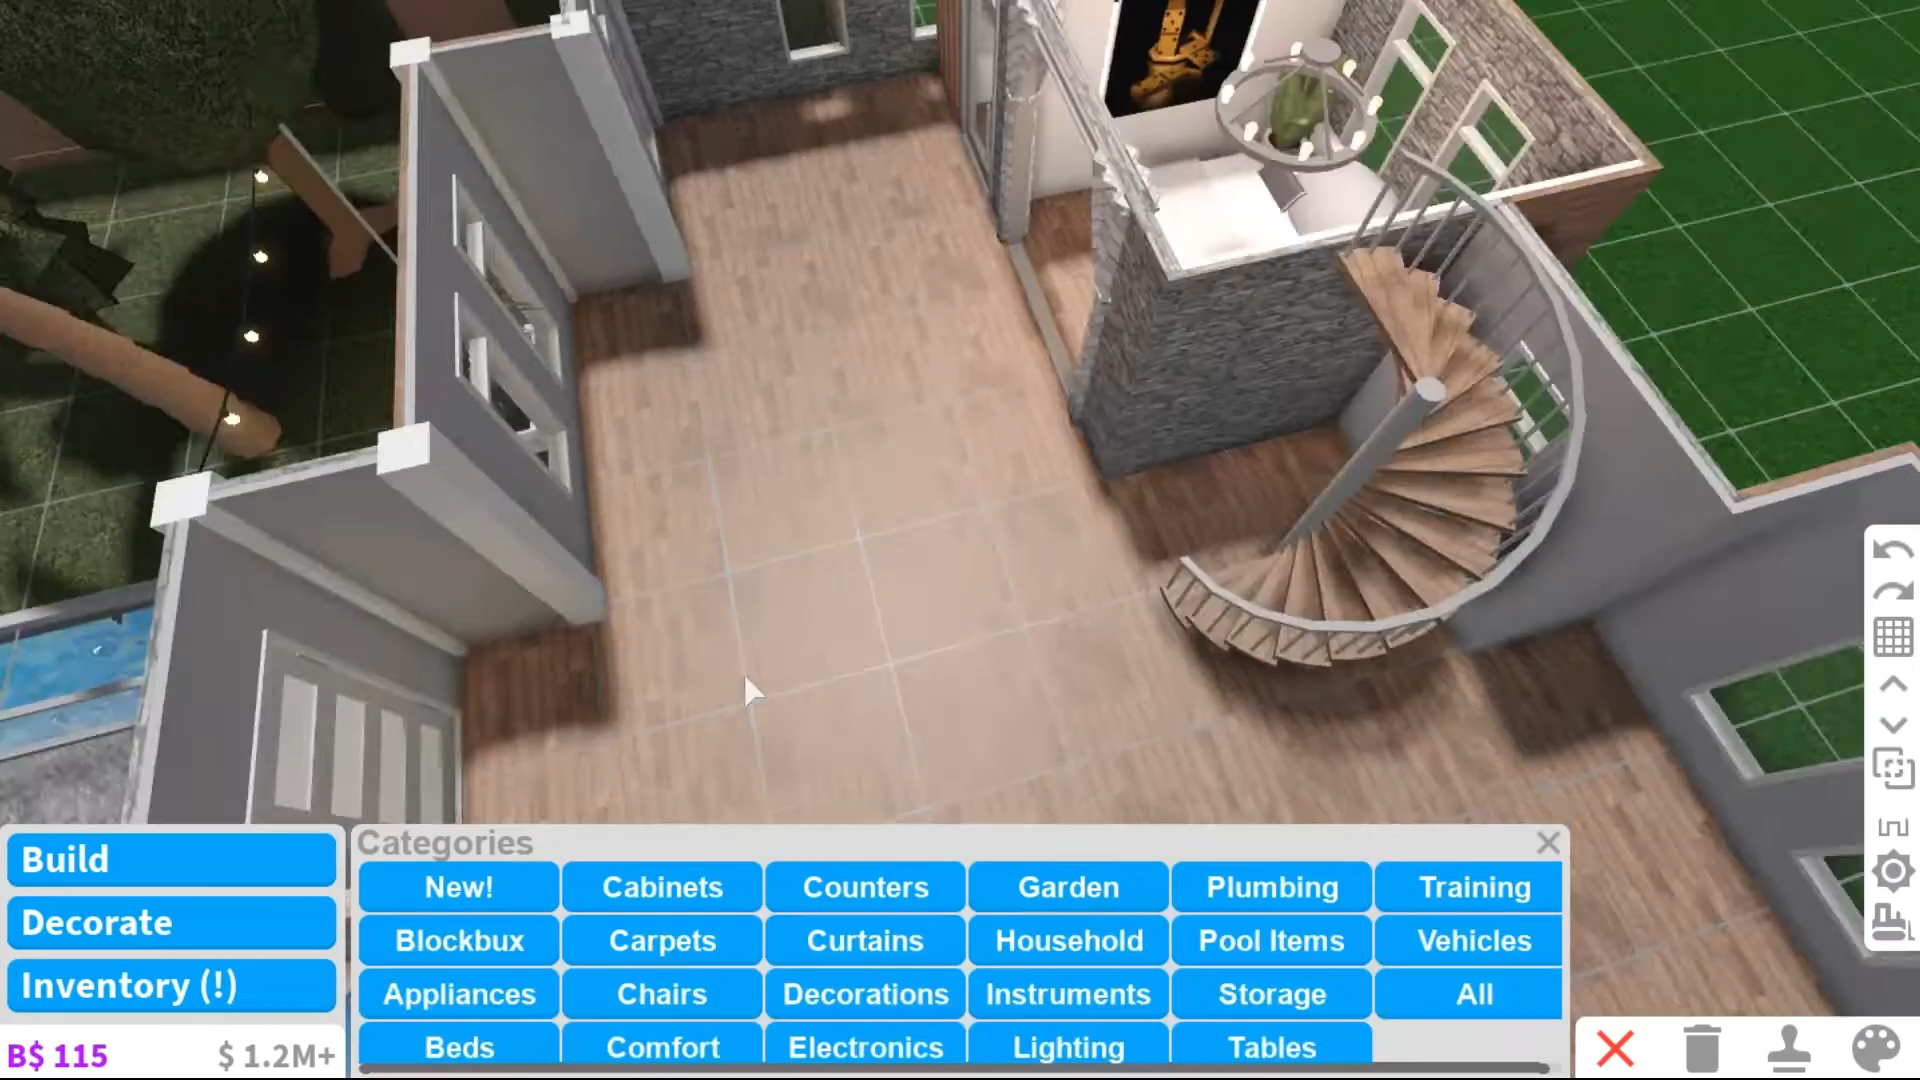 Build
Decorate
Inventory (!)
B$ 115 $ 1.2M+
Categories
New! Cabinets Counters Garden Plumbing Training
Blockbux Carpets Curtains Household Pool Items Vehicles
Appliances Chairs Decorations Instruments Storage All
Beds Comfort Electronics Lighting Tables